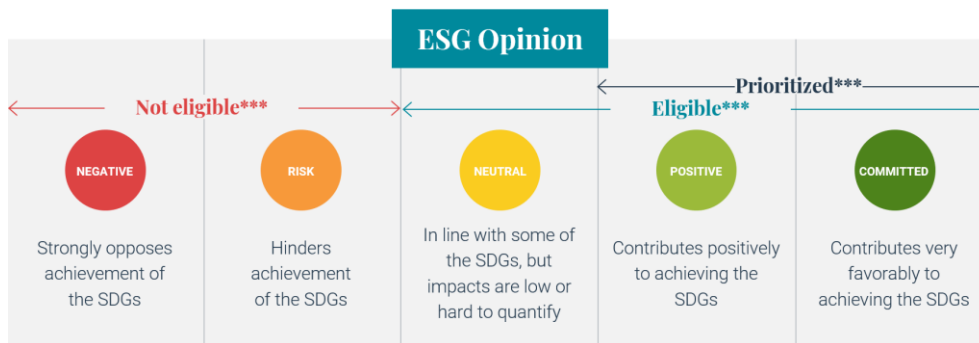 ESG Opinion
Prioritized***
Not eligible***
Eligible***
NEGATIVE
RISK
NEUTRAL
POSITIVE
COMMITTED
Strongly opposes
achievement of
the SDGs
Hinders
achievement
of the SDGs
In line with some of
the SDGs, but
impacts are low or
hard to quantify
Contributes positively
to achieving the
SDGs
Contributes very
favorably to
achieving the SDGs